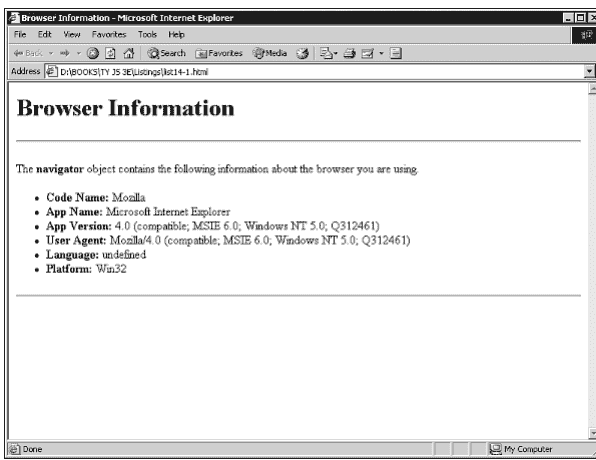 Browser Information - Microsoft Internet Explorer
File Edit View Favorites Tools Help
Back Search Favorites Media
Address D:\BOOKS\TY JS 3E\Listings\list14-1.html
Browser Information
The navigator object contains the following information about the browser you are using.
• Code Name: Mozilla
• App Name: Microsoft Internet Explorer
• App Version: 4.0 (compatible; MSIE 6.0; Windows NT 5.0; Q312461)
• User Agent: Mozilla/4.0 (compatible; MSIE 6.0; Windows NT 5.0; Q312461)
• Language: undefined
• Platform: Win32
Done My Computer